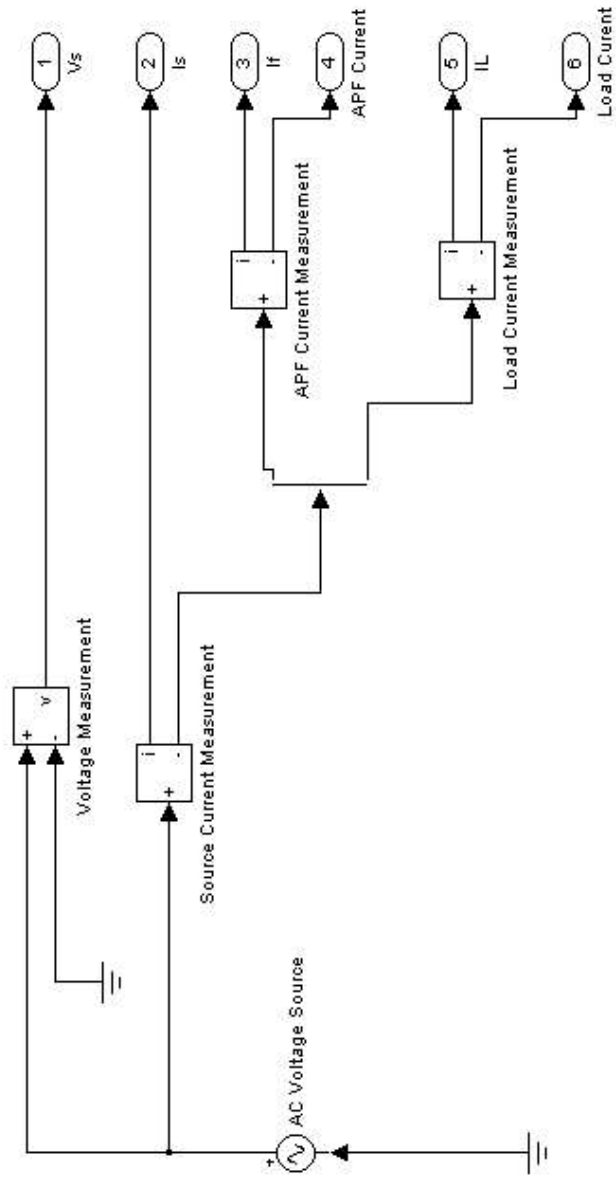 1
Vs
2
Is
3
If
4
APF Current
5
IL
6
Load Current
+
-
v
Voltage Measurement
+
i
-
Source Current Measurement
+
i
-
APF Current Measurement
+
i
-
Load Current Measurement
+
AC Voltage Source